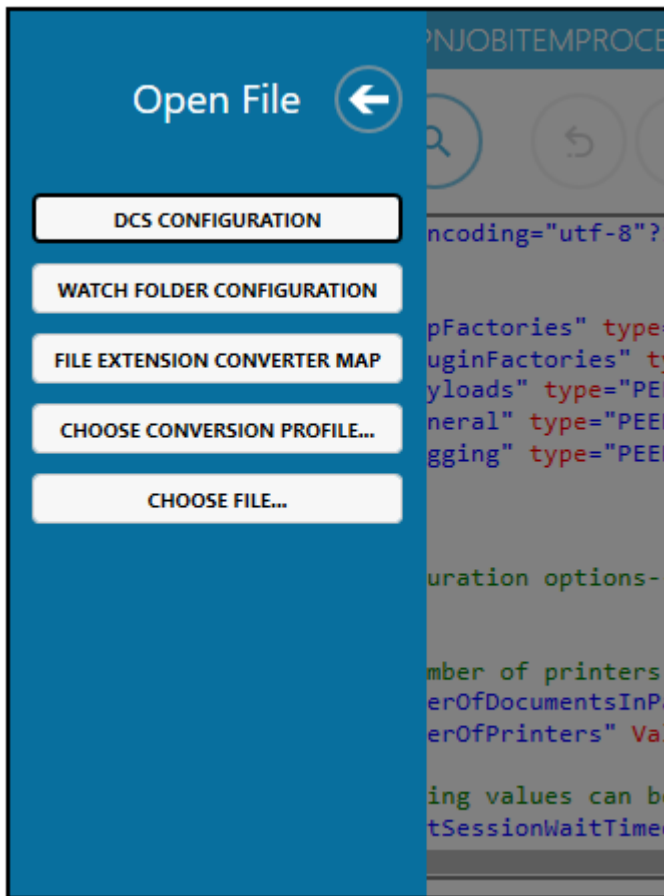 PNJOBITEMPROCE
Open File
DCS CONFIGURATION
WATCH FOLDER CONFIGURATION
FILE EXTENSION CONVERTER MAP
CHOOSE CONVERSION PROFILE...
CHOOSE FILE...
ncoding="utf-8"?
pFactories" type=
uginFactories" ty
yloads" type="PEE
neral" type="PEE
gging" type="PEE
uration options-
mber of printers
erOfDocumentsInPa
erOfPrinters" Val
ing values can be
tSessionWaitTimeo